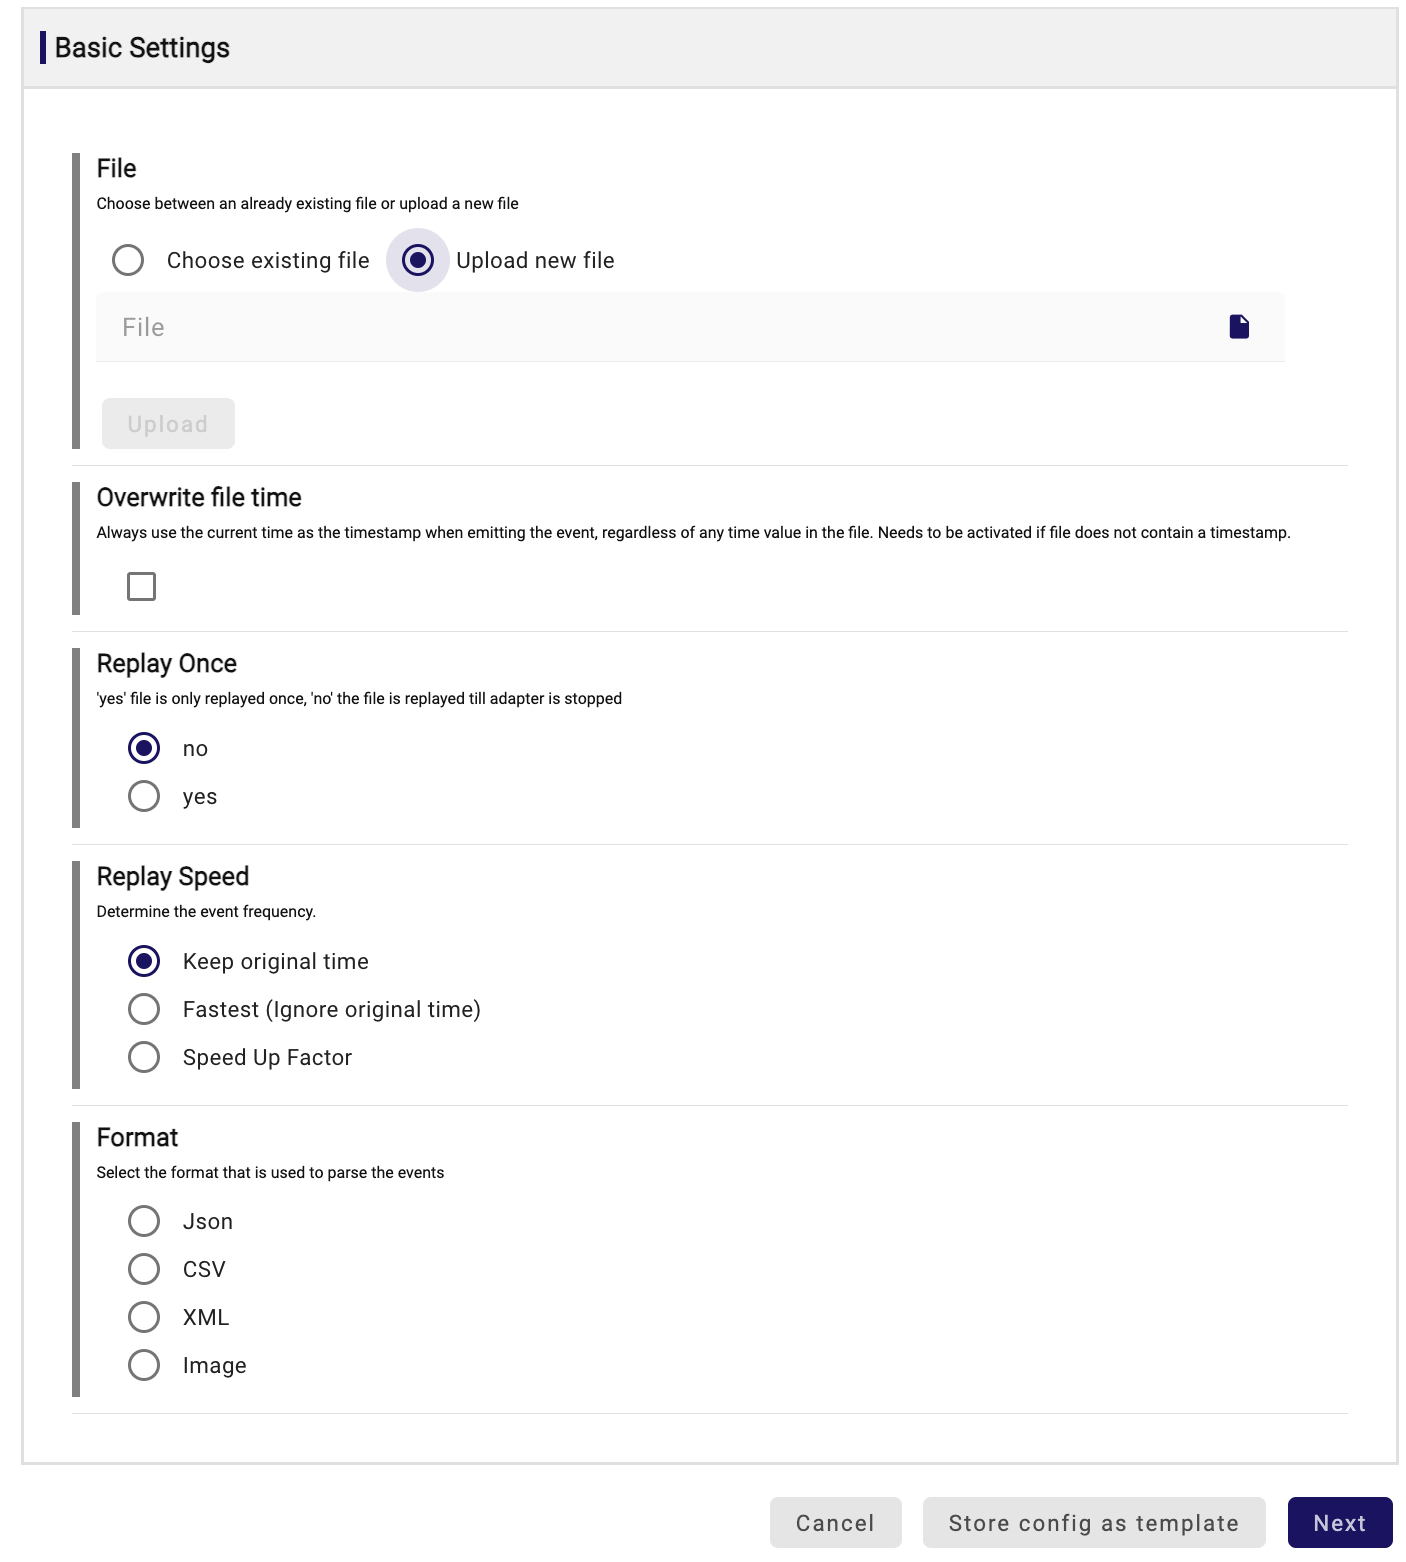 Basic Settings
File
Choose between an already existing file or upload a new file
Choose existing file Upload new file
File
Upload
Overwrite file time
Always use the current time as the timestamp when emitting the event, regardless of any time value in the file. Needs to be activated if file does not contain a timestamp.
Replay Once
'yes' file is only replayed once, 'no' the file is replayed till adapter is stopped
no
yes
Replay Speed
Determine the event frequency.
Keep original time
Fastest (Ignore original time)
Speed Up Factor
Format
Select the format that is used to parse the events
Json
CSV
XML
Image
Cancel Store config as template Next